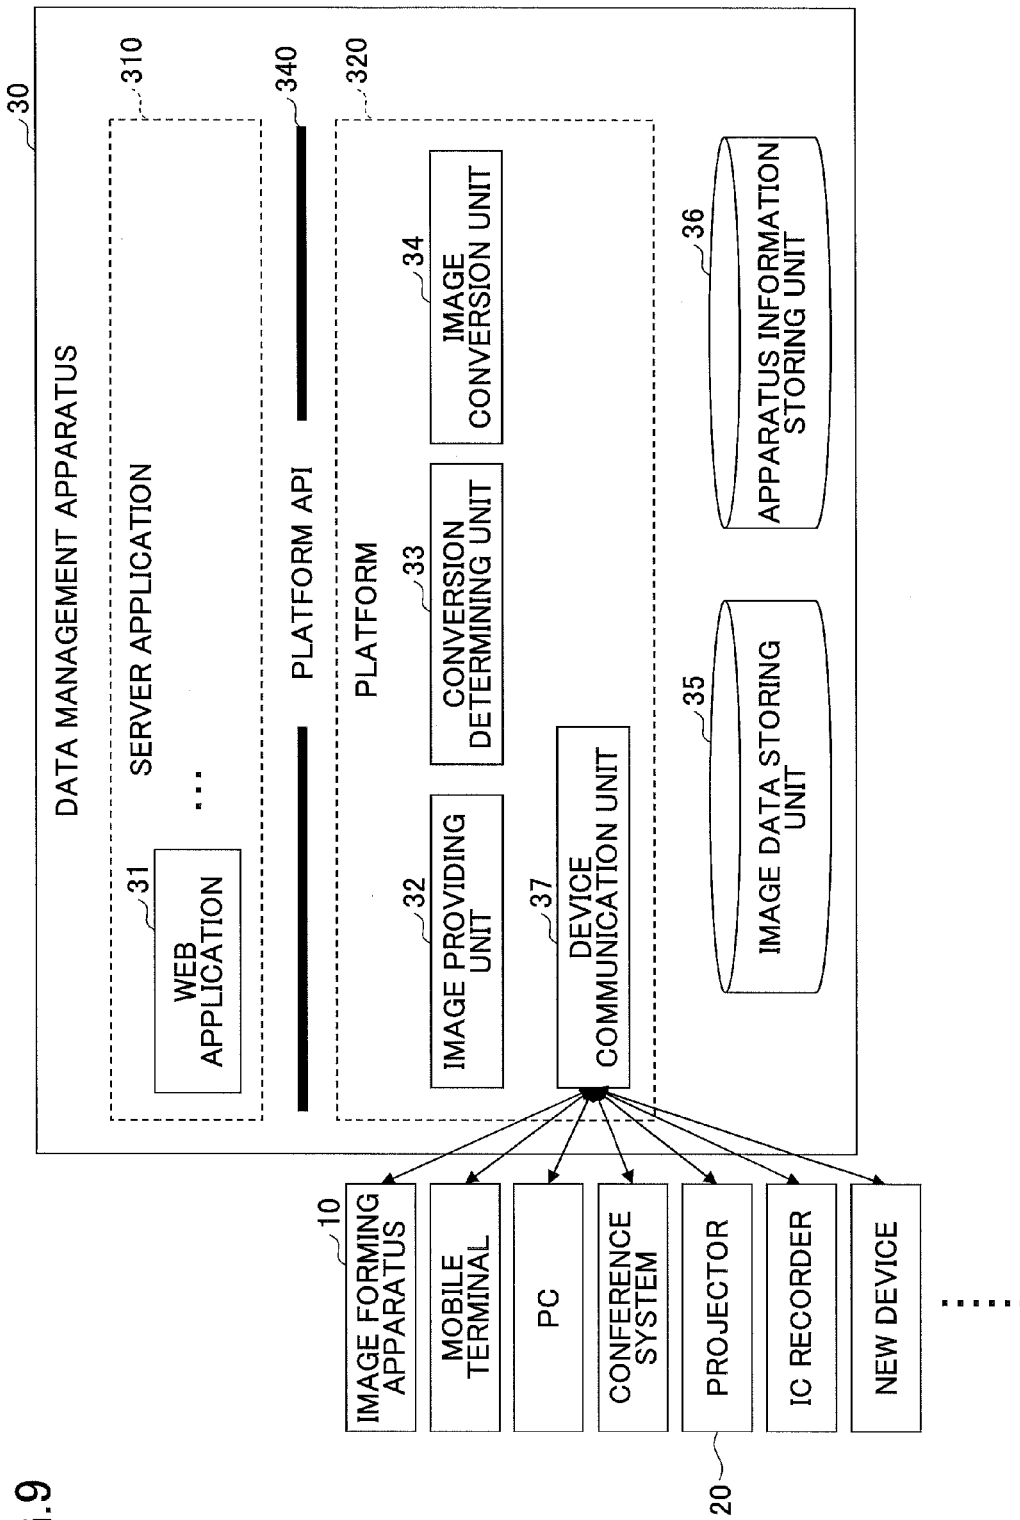 .9
30
DATA MANAGEMENT APPARATUS
310
SERVER APPLICATION
31
WEB
APPLICATION
...
340
PLATFORM API
320
PLATFORM
32
IMAGE PROVIDING
UNIT
33
CONVERSION
DETERMINING UNIT
34
IMAGE
CONVERSION UNIT
37
DEVICE
COMMUNICATION UNIT
35
IMAGE DATA STORING
UNIT
36
APPARATUS INFORMATION
STORING UNIT
10
IMAGE FORMING
APPARATUS
MOBILE
TERMINAL
PC
CONFERENCE
SYSTEM
20
PROJECTOR
IC RECORDER
NEW DEVICE
......